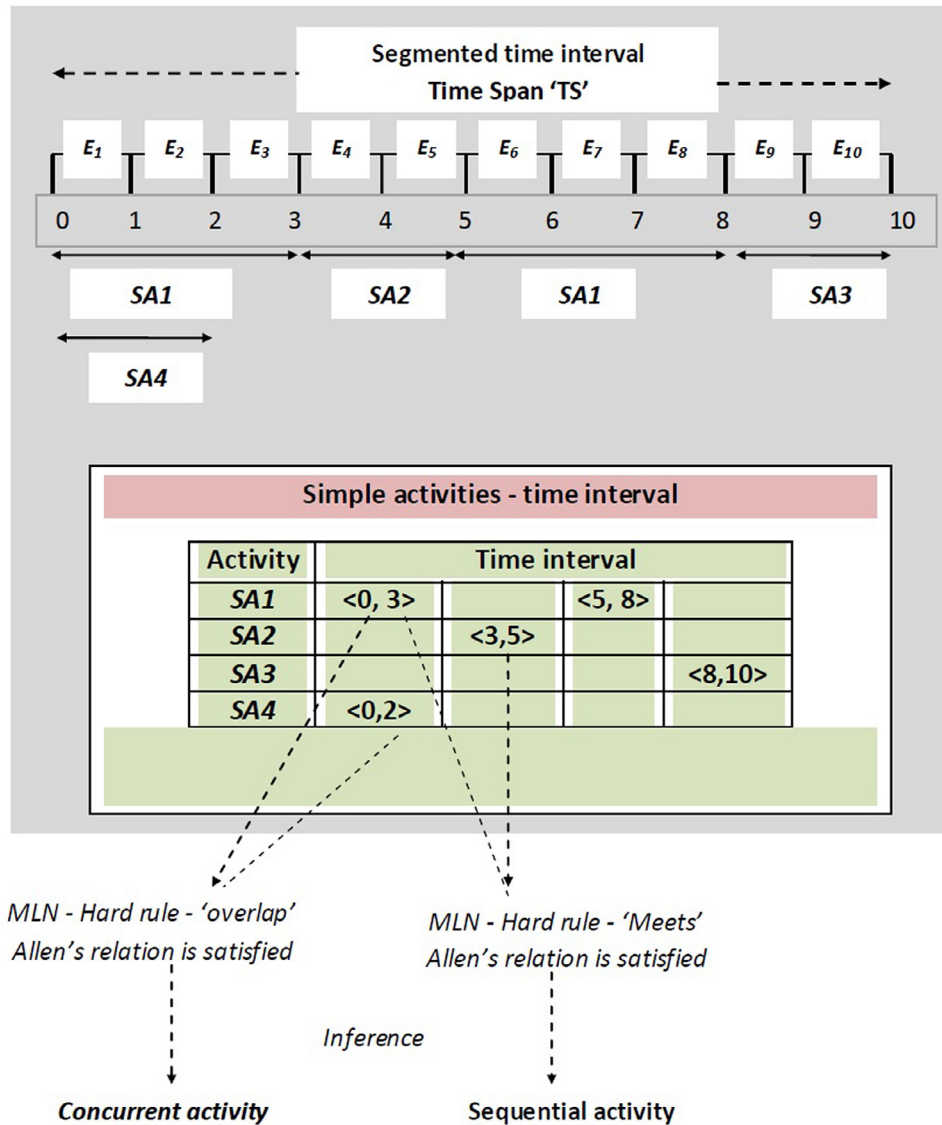 Segmented time interval
Time Span ‘TS’
E1 E2 E3 E4 E5 E6 E7 E8 E9 E10
0 1 2 3 4 5 6 7 8 9 10
SA1 SA2 SA1 SA3
SA4
Simple activities - time interval
Activity Time interval
SA1 <0, 3> <5, 8>
SA2 <3,5>
SA3 <8,10>
SA4 <0,2>
MLN - Hard rule - ‘overlap’
Allen’s relation is satisfied
MLN - Hard rule - ‘Meets’
Allen’s relation is satisfied
Inference
Concurrent activity
Sequential activity